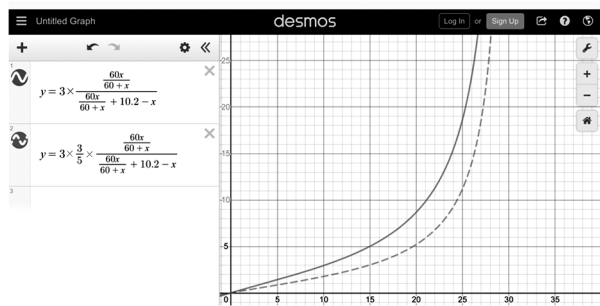 Untitled Graph
desmos
Log In or Sign Up
1
y = 3 × (60x/(60 + x))/(60x/(60 + x) + 10.2 − x)
2
y = 3 × 3/5 × (60x/(60 + x))/(60x/(60 + x) + 10.2 − x)
3
25
20
15
10
5
0 5 10 15 20 25 30 35